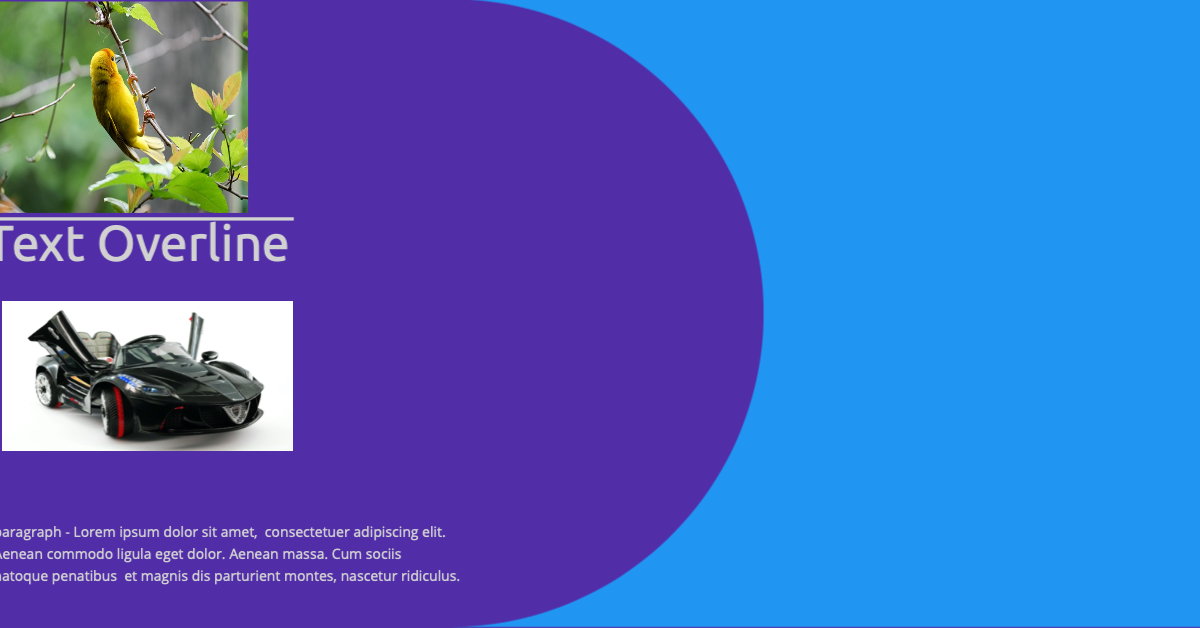 Text Overline
paragraph - Lorem ipsum dolor sit amet,  consectetuer adipiscing elit.
Aenean commodo ligula eget dolor. Aenean massa. Cum sociis
natoque penatibus  et magnis dis parturient montes, nascetur ridiculus.